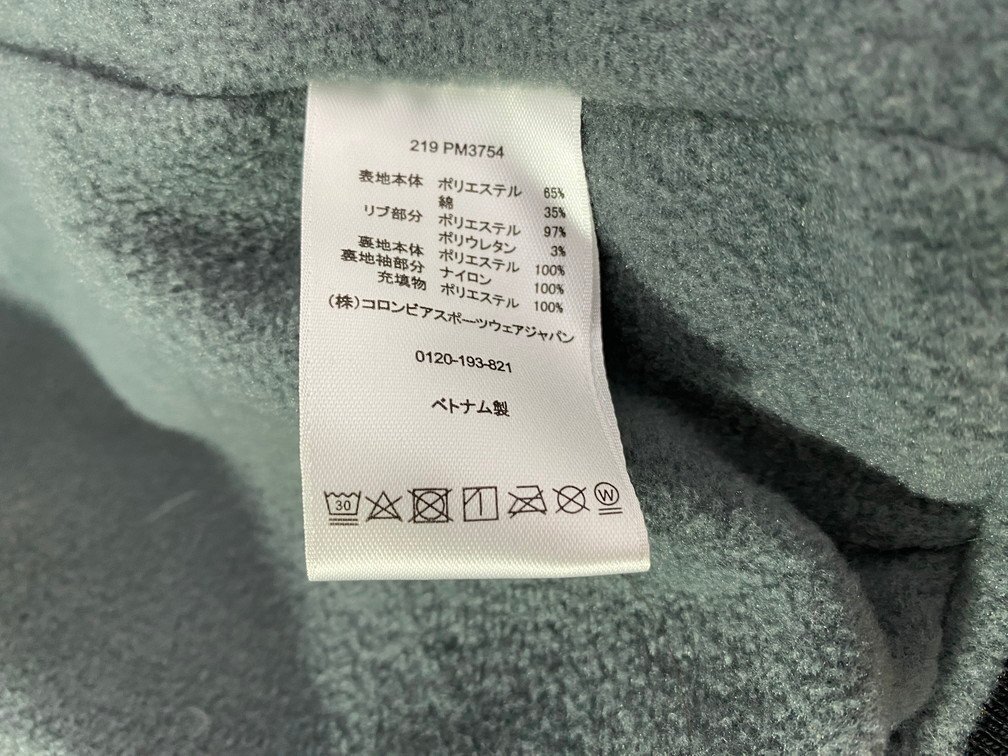 219 PM3754
表地本体 ポリエステル 65%
綿 35%
リブ部分 ポリエステル 97%
ポリウレタン 3%
裏地本体 ポリエステル 100%
裏地袖部分 ナイロン 100%
充填物 ポリエステル 100%
(株)コロンビアスポーツウェアジャパン
0120-193-821
ベトナム製
30 W